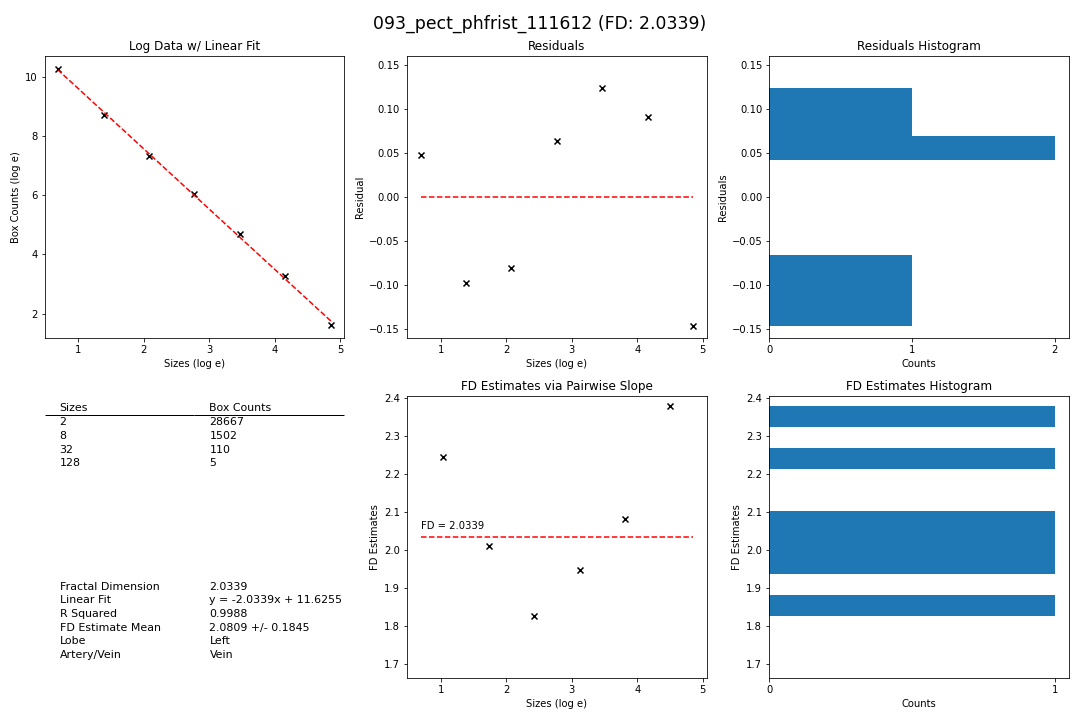 093_pect_phfrist_111612 (FD: 2.0339)
Log Data w/ Linear Fit
10
8
6
4
2
1 2 3 4 5
Box Counts (log e)
Sizes (log e)
Residuals
0.15
0.10
0.05
0.00
−0.05
−0.10
−0.15
1 2 3 4 5
Residual
Sizes (log e)
Residuals Histogram
0.15
0.10
0.05
0.00
−0.05
−0.10
−0.15
0 1 2
Residuals
Counts
Sizes Box Counts
2 28667
8 1502
32 110
128 5
Fractal Dimension 2.0339
Linear Fit y = -2.0339x + 11.6255
R Squared 0.9988
FD Estimate Mean 2.0809 +/- 0.1845
Lobe Left
Artery/Vein Vein
FD Estimates via Pairwise Slope
2.4
2.3
2.2
2.1
2.0
1.9
1.8
1.7
FD = 2.0339
1 2 3 4 5
FD Estimates
Sizes (log e)
FD Estimates Histogram
2.4
2.3
2.2
2.1
2.0
1.9
1.8
1.7
0 1
FD Estimates
Counts